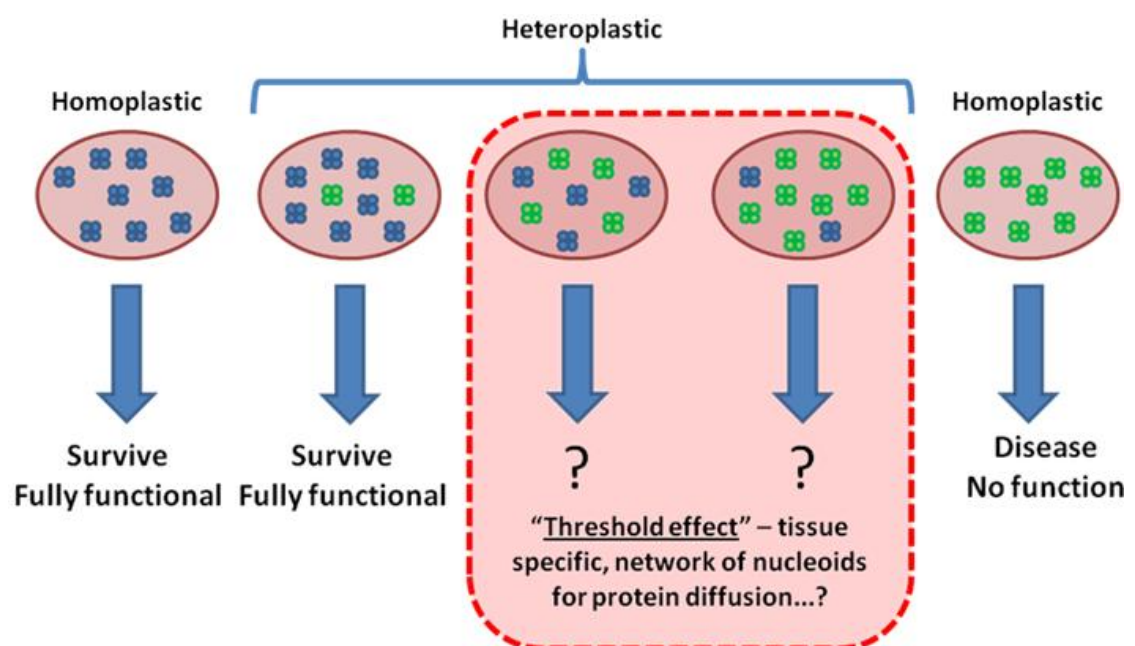 Heteroplastic
Homoplastic
Homoplastic
Survive
Fully functional
Survive
Fully functional
?
?
“Threshold effect” – tissue
specific, network of nucleoids
for protein diffusion...?
Disease
No function